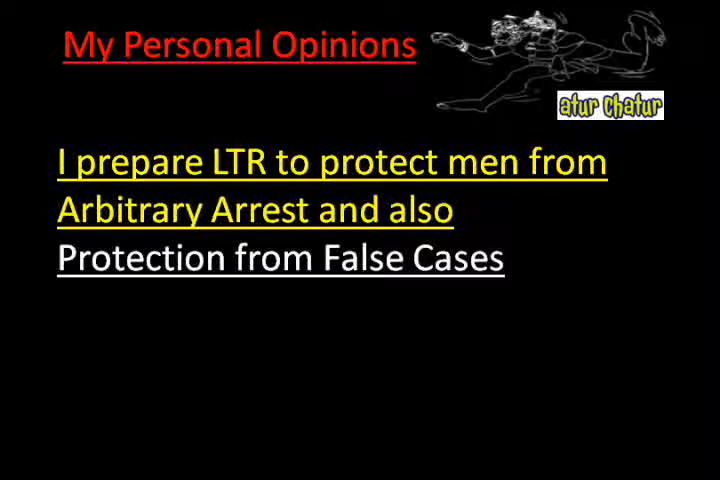 My Personal Opinions
atur chatur
I prepare LTR to protect men from
Arbitrary Arrest and also
Protection from False Cases